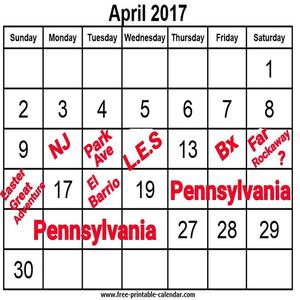 April 2017
Sunday Monday Tuesday Wednesday Thursday Friday Saturday
1
2 3 4 5 6 7 8
9 NJ Park Ave L.E.S 13 Bx Far Rockaway ?
Easter Great Adventure 17 El Barrio 19 Pennsylvania
Pennsylvania 27 28 29
30
www.free-printable-calendar.com